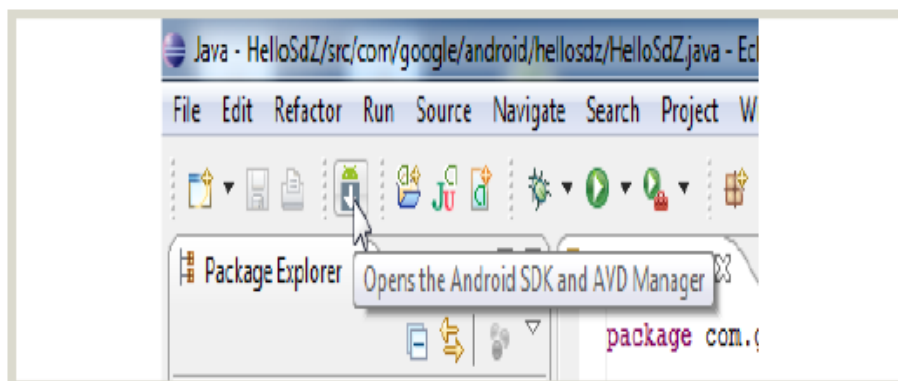 Java - HelloSdZ/src/com/google/android/hellosdz/HelloSdZ.java - Ecl
File Edit Refactor Run Source Navigate Search Project W
Package Explorer
Opens the Android SDK and AVD Manager
package com.g